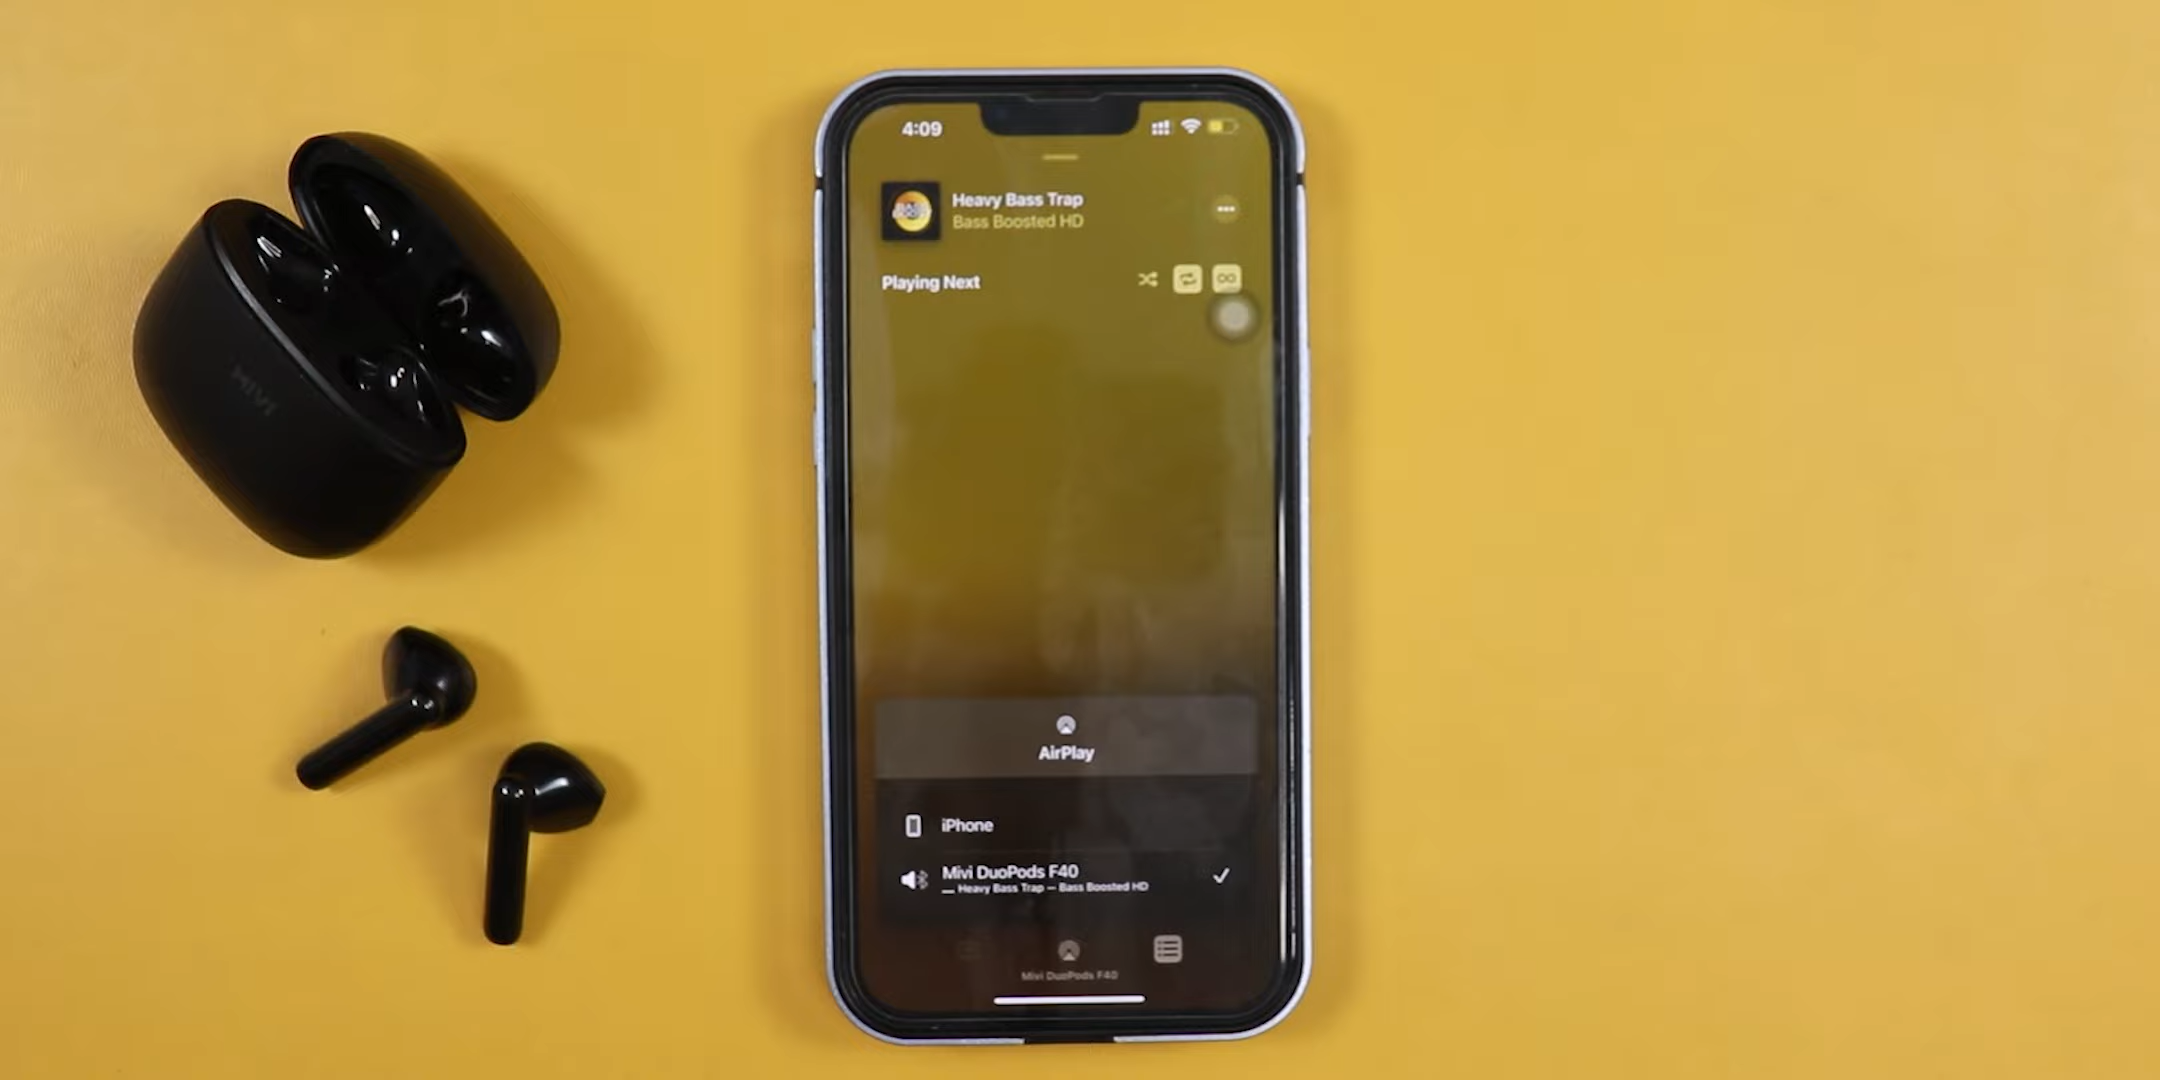 MIVI
4:09
Heavy Bass Trap
Bass Boosted HD
Playing Next
AirPlay
iPhone
Mivi DuoPods F40
— Heavy Bass Trap — Bass Boosted HD
Mivi DuoPods F40